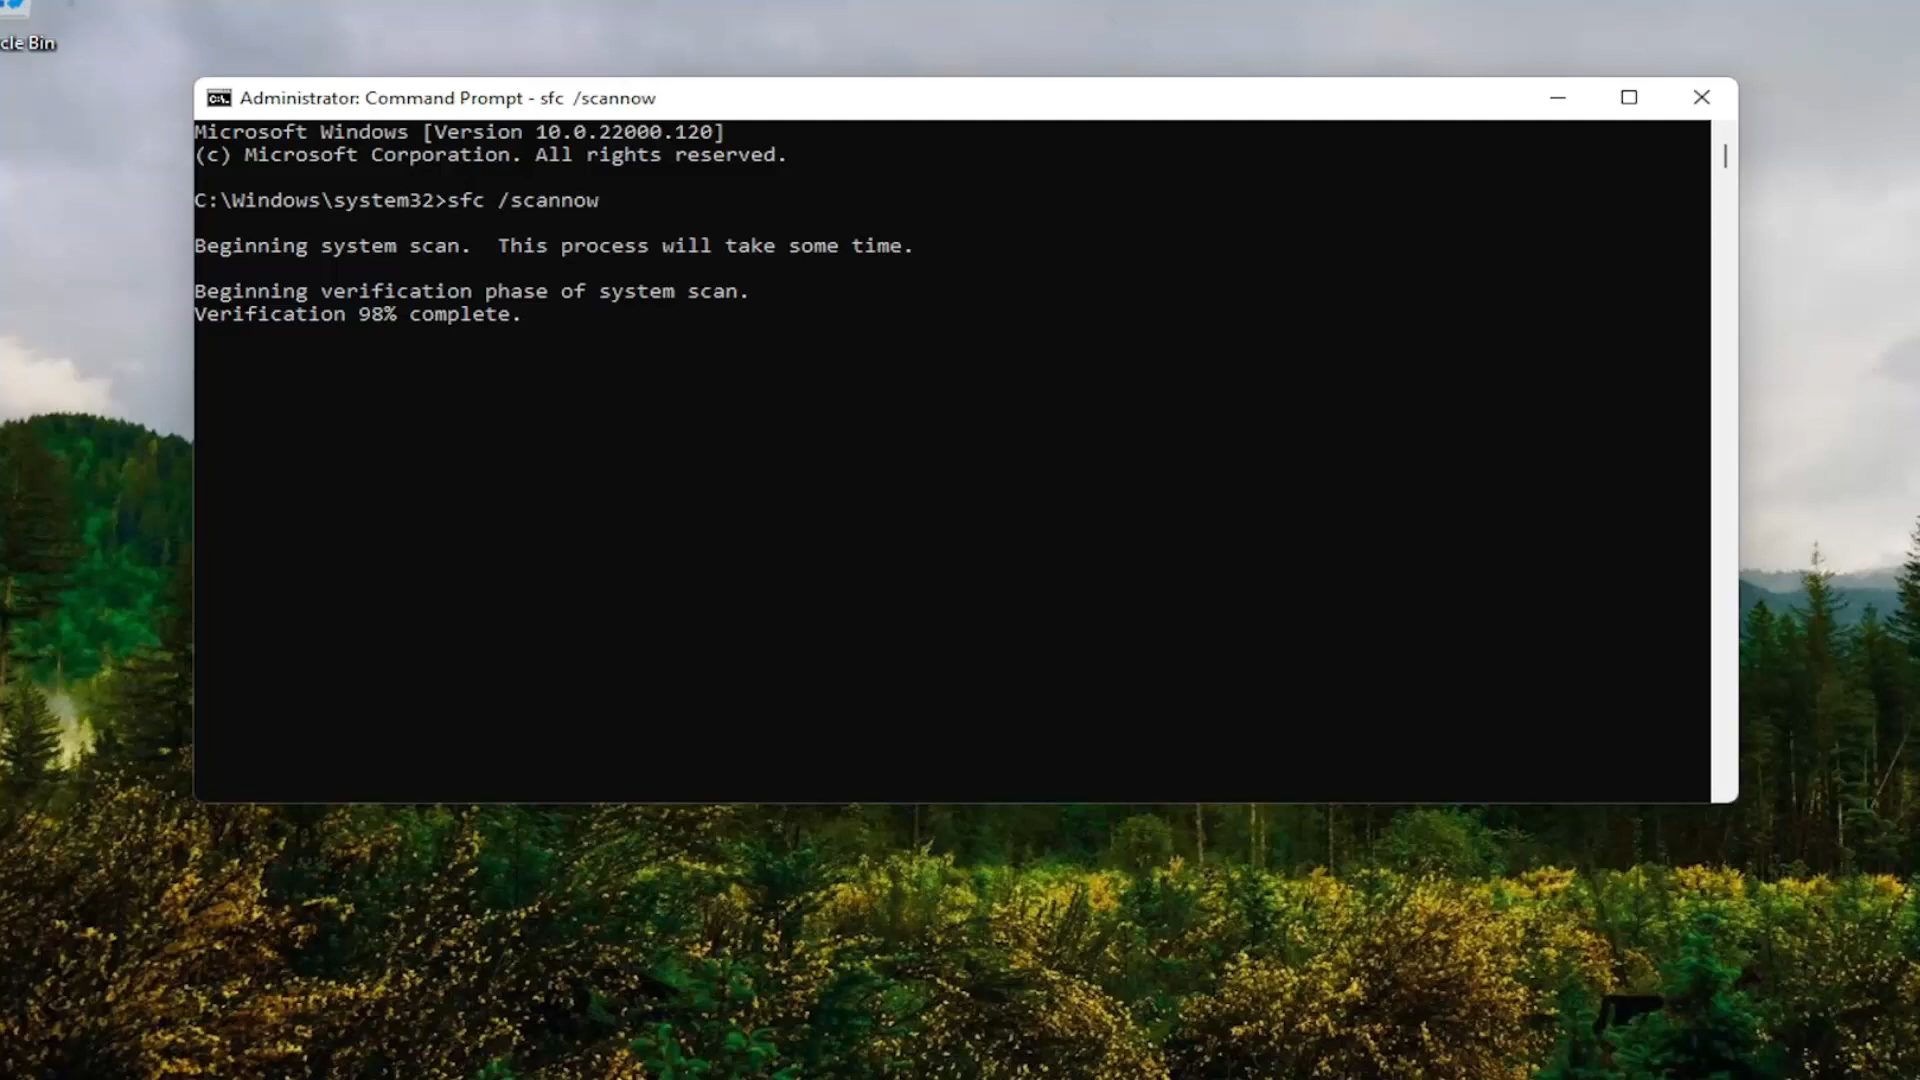 cle Bin
Administrator: Command Prompt - sfc  /scannow
Microsoft Windows [Version 10.0.22000.120]
(c) Microsoft Corporation. All rights reserved.
C:\Windows\system32>sfc /scannow
Beginning system scan.  This process will take some time.
Beginning verification phase of system scan.
Verification 98% complete.